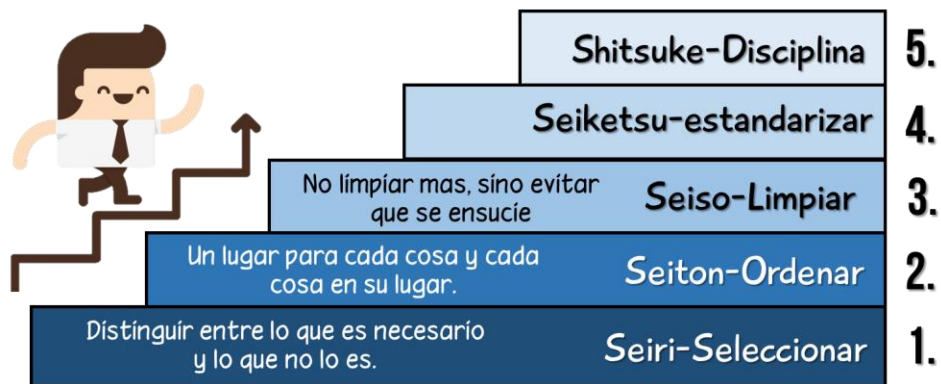 Shitsuke-Disciplina 5.
Seiketsu-estandarizar 4.
No limpiar mas, sino evitar
que se ensucie
Seiso-Limpiar 3.
Un lugar para cada cosa y cada
cosa en su lugar.
Seiton-Ordenar 2.
Distinguir entre lo que es necesario
y lo que no lo es.
Seiri-Seleccionar 1.